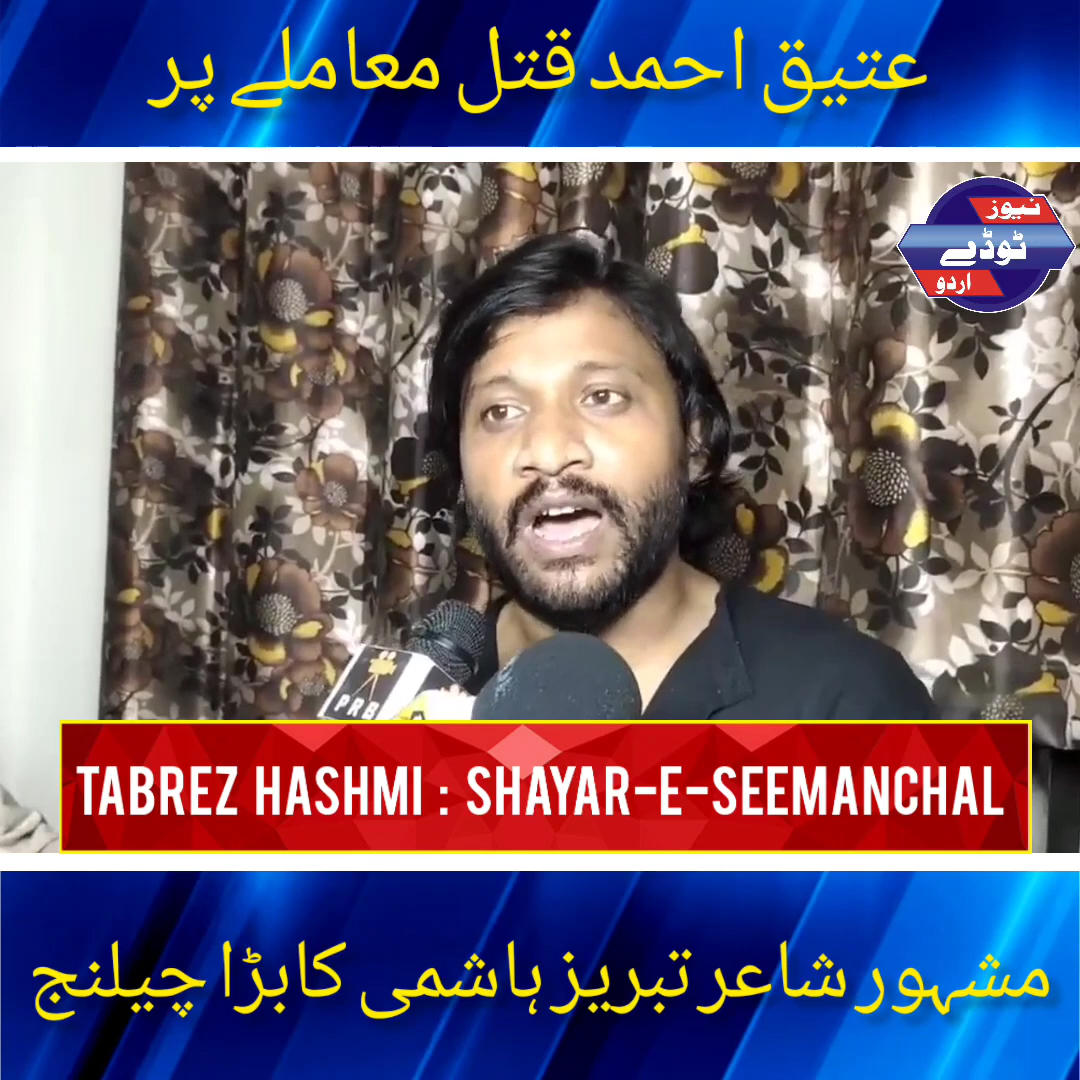 عتیق احمد قتل معاملے پر
نیوز
ٹوڈے
اردو
PRB
TABREZ HASHMI : SHAYAR-E-SEEMANCHAL
مشہور شاعر تبریز ہاشمی کا بڑا چیلنج